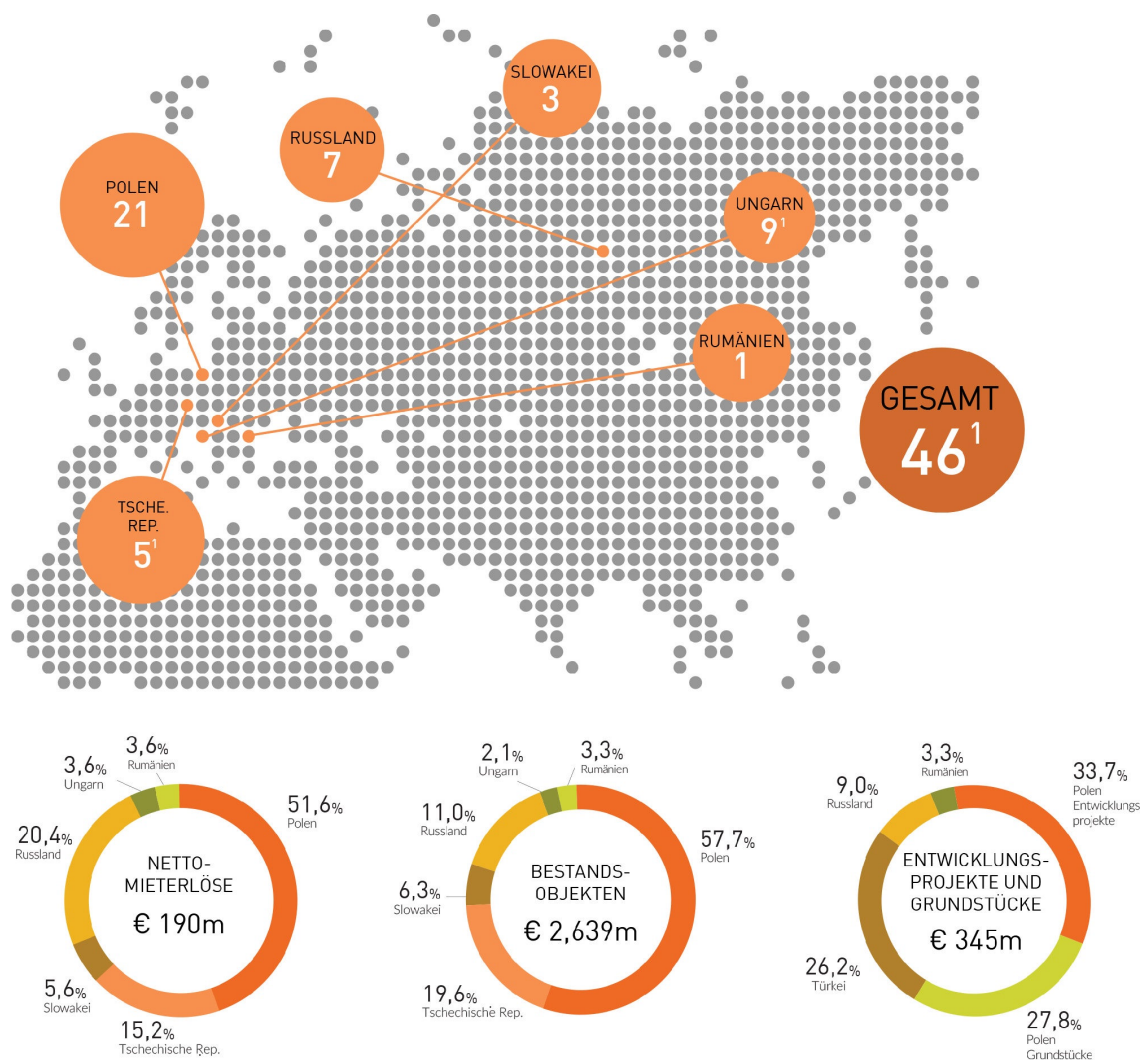 SLOWAKEI
3
RUSSLAND
7
POLEN
21
UNGARN
9¹
RUMÄNIEN
1
GESAMT
46¹
TSCHE.
REP.
5¹
3,6%
Rumänien
3,6%
Ungarn
51,6%
Polen
20,4%
Russland
NETTO-
MIETERLÖSE
€ 190m
5,6%
Slowakei
15,2%
Tschechische Rep.
2,1%
Ungarn
3,3%
Rumänien
11,0%
Russland
57,7%
Polen
BESTANDS-
OBJEKTEN
€ 2,639m
6,3%
Slowakei
19,6%
Tschechische Rep.
3,3%
Rumänien
9,0%
Russland
33,7%
Polen
Entwicklungs
projekte
ENTWICKLUNGS-
PROJEKTE UND
GRUNDSTÜCKE
€ 345m
26,2%
Türkei
27,8%
Polen
Grundstücke